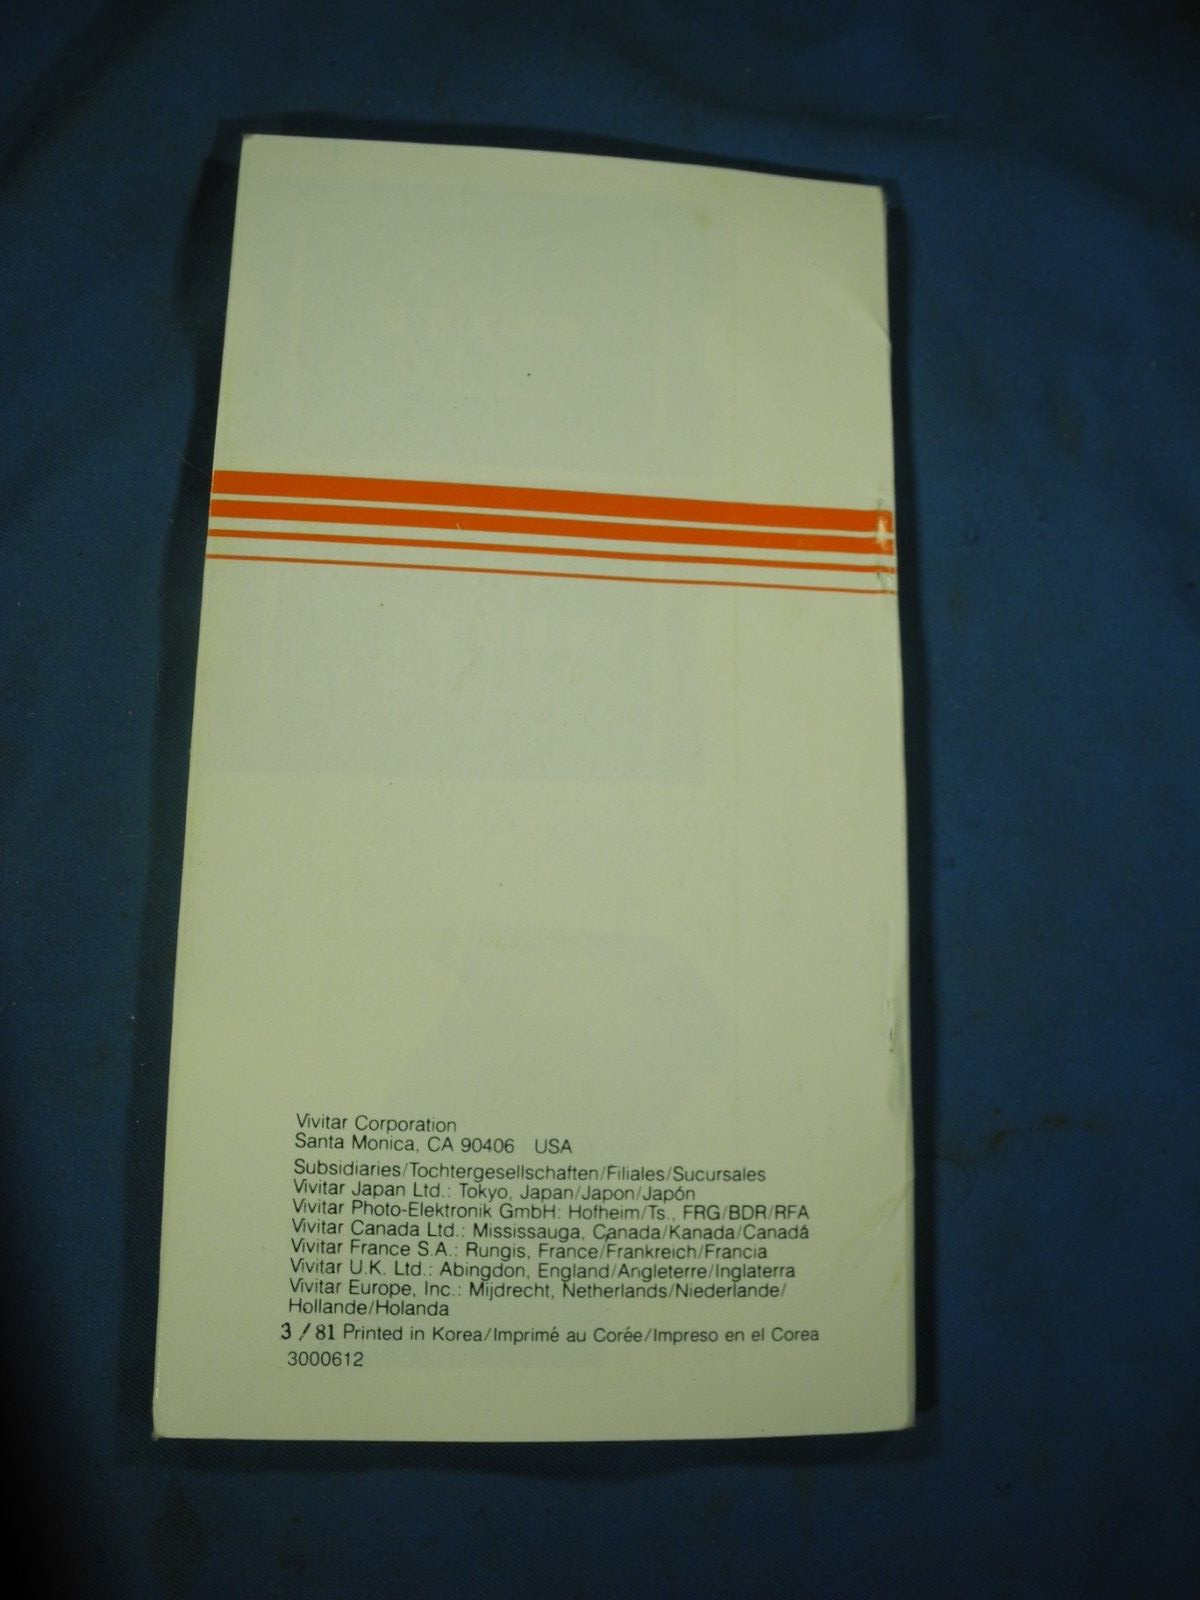 Vivitar Corporation
Santa Monica, CA 90406 USA
Subsidiaries/Tochtergesellschaften/Filiales/Sucursales
Vivitar Japan Ltd.: Tokyo, Japan/Japon/Japón
Vivitar Photo-Elektronik GmbH: Hofheim/Ts., FRG/BDR/RFA
Vivitar Canada Ltd.: Mississauga, Canada/Kanada/Canadá
Vivitar France S.A.: Rungis, France/Frankreich/Francia
Vivitar U.K. Ltd.: Abingdon, England/Angleterre/Inglaterra
Vivitar Europe, Inc.: Mijdrecht, Netherlands/Niederlande/
Hollande/Holanda
3/81 Printed in Korea/Imprimé au Corée/Impreso en el Corea
3000612